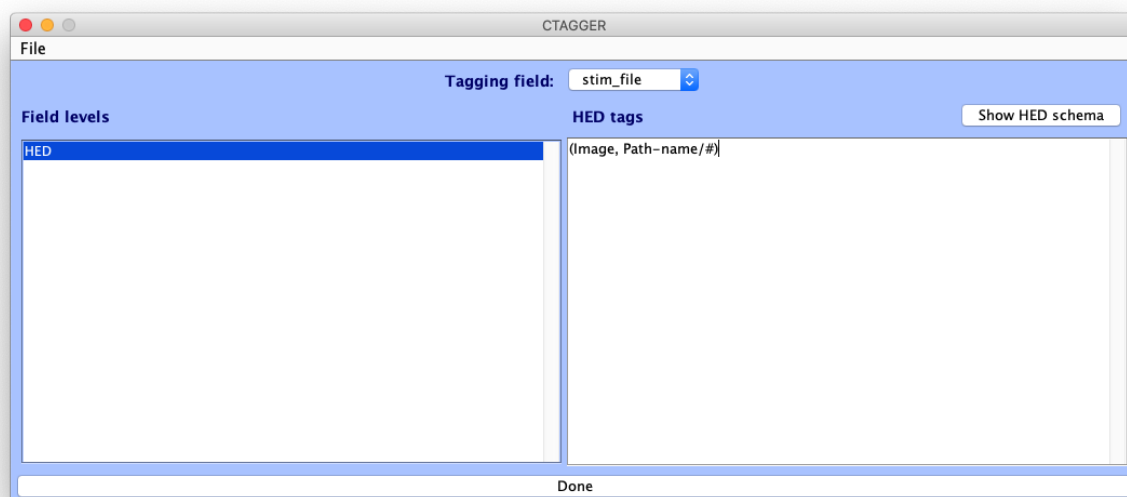 CTAGGER
File
Tagging field: stim_file
Field levels
HED tags
Show HED schema
HED
(Image, Path-name/#)
Done